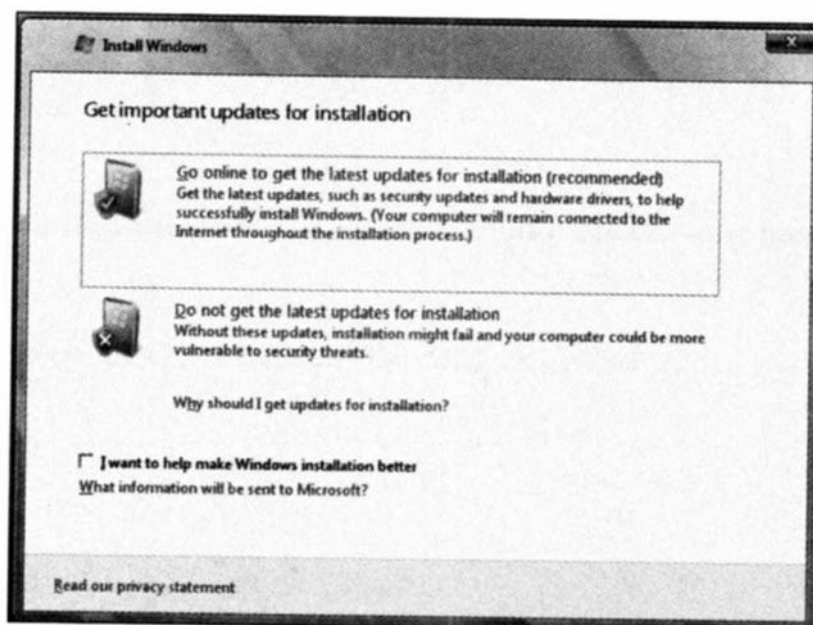 Install Windows
Get important updates for installation
Go online to get the latest updates for installation (recommended)
Get the latest updates, such as security updates and hardware drivers, to help
successfully install Windows. (Your computer will remain connected to the
Internet throughout the installation process.)
Do not get the latest updates for installation
Without these updates, installation might fail and your computer could be more
vulnerable to security threats.
Why should I get updates for installation?
I want to help make Windows installation better
What information will be sent to Microsoft?
Read our privacy statement